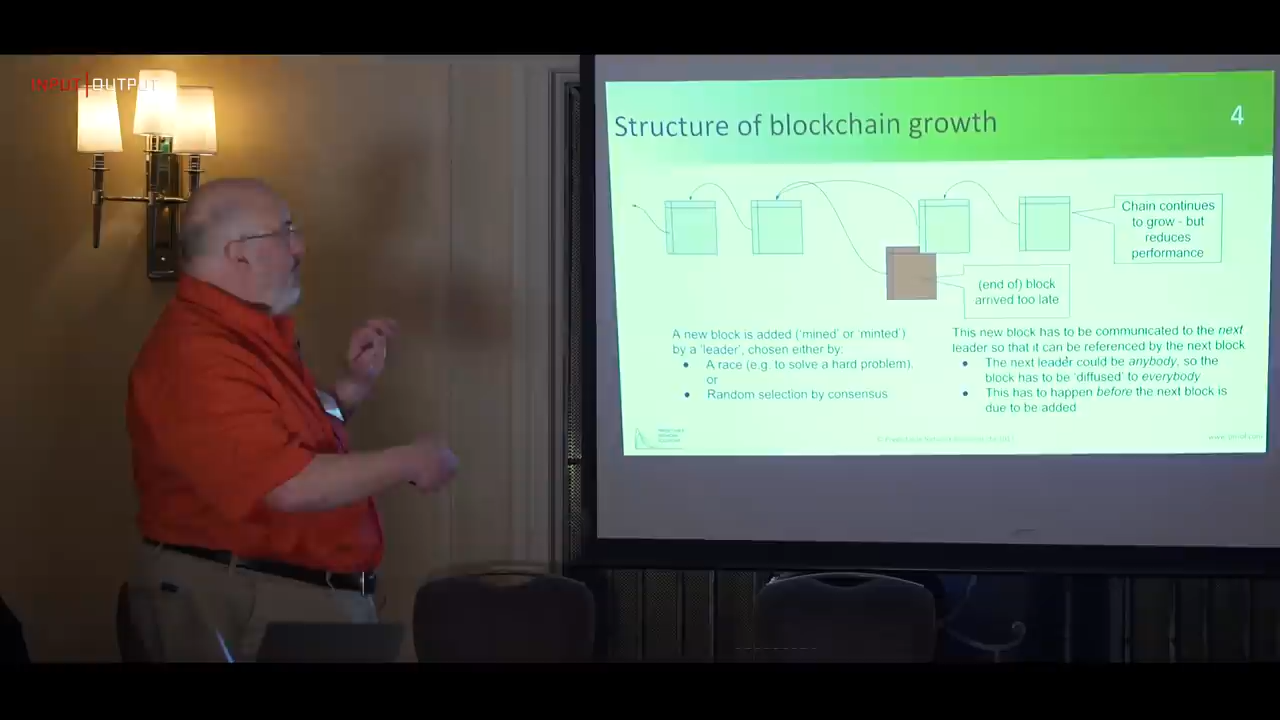 INPUT|OUTPUT
Structure of blockchain growth
4
Chain continues
to grow - but
reduces
performance
(end of) block
arrived too late
A new block is added ('mined' or 'minted')
by a 'leader', chosen either by:
● A race (e.g. to solve a hard problem),
or
● Random selection by consensus
This new block has to be communicated to the next
leader so that it can be referenced by the next block
● The next leader could be anybody, so the
block has to be 'diffused' to everybody
● This has to happen before the next block is
due to be added